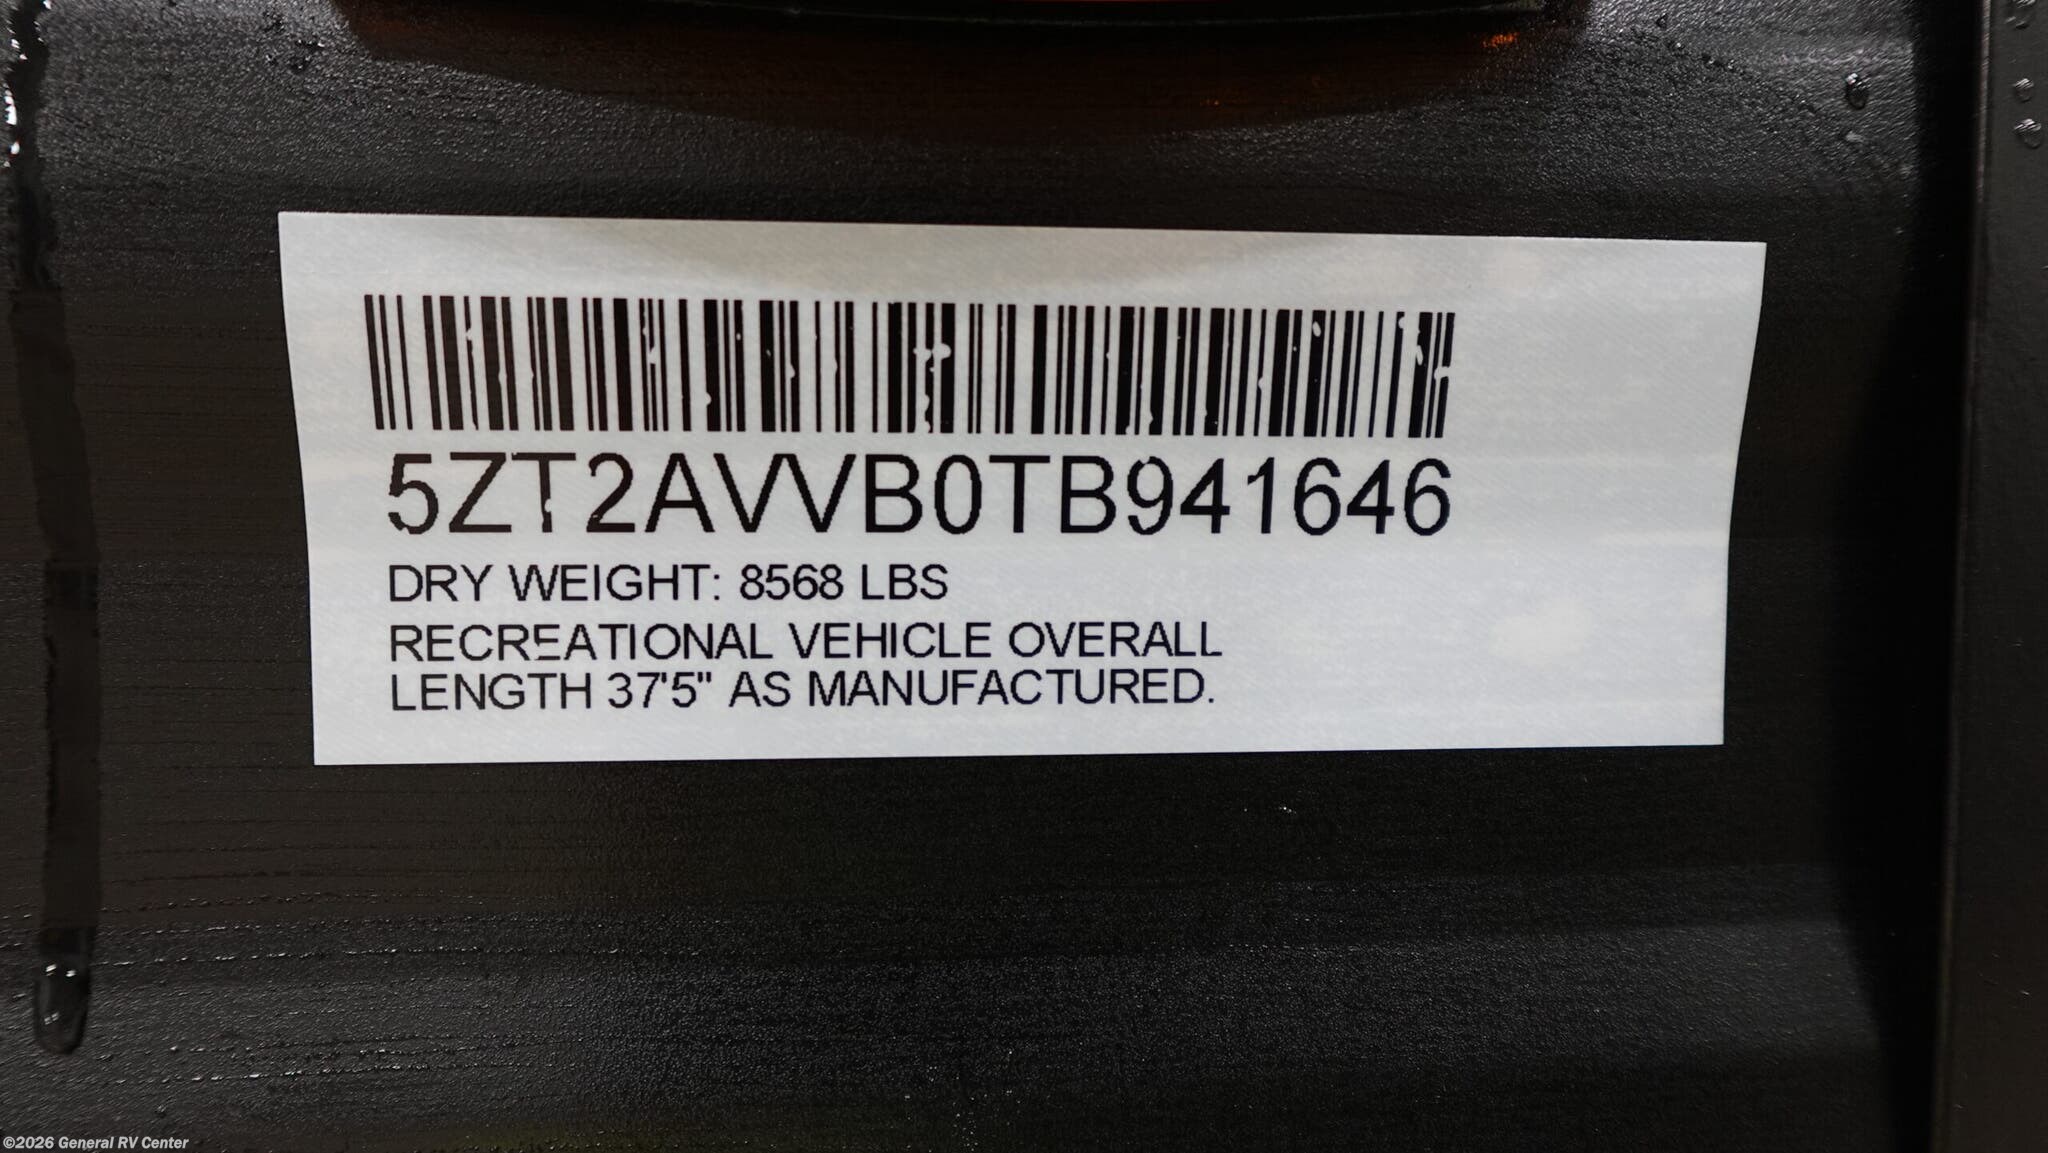 5ZT2AVVB0TB941646
DRY WEIGHT: 8568 LBS
RECREATIONAL VEHICLE OVERALL
LENGTH 37'5" AS MANUFACTURED.
©2026 General RV Center